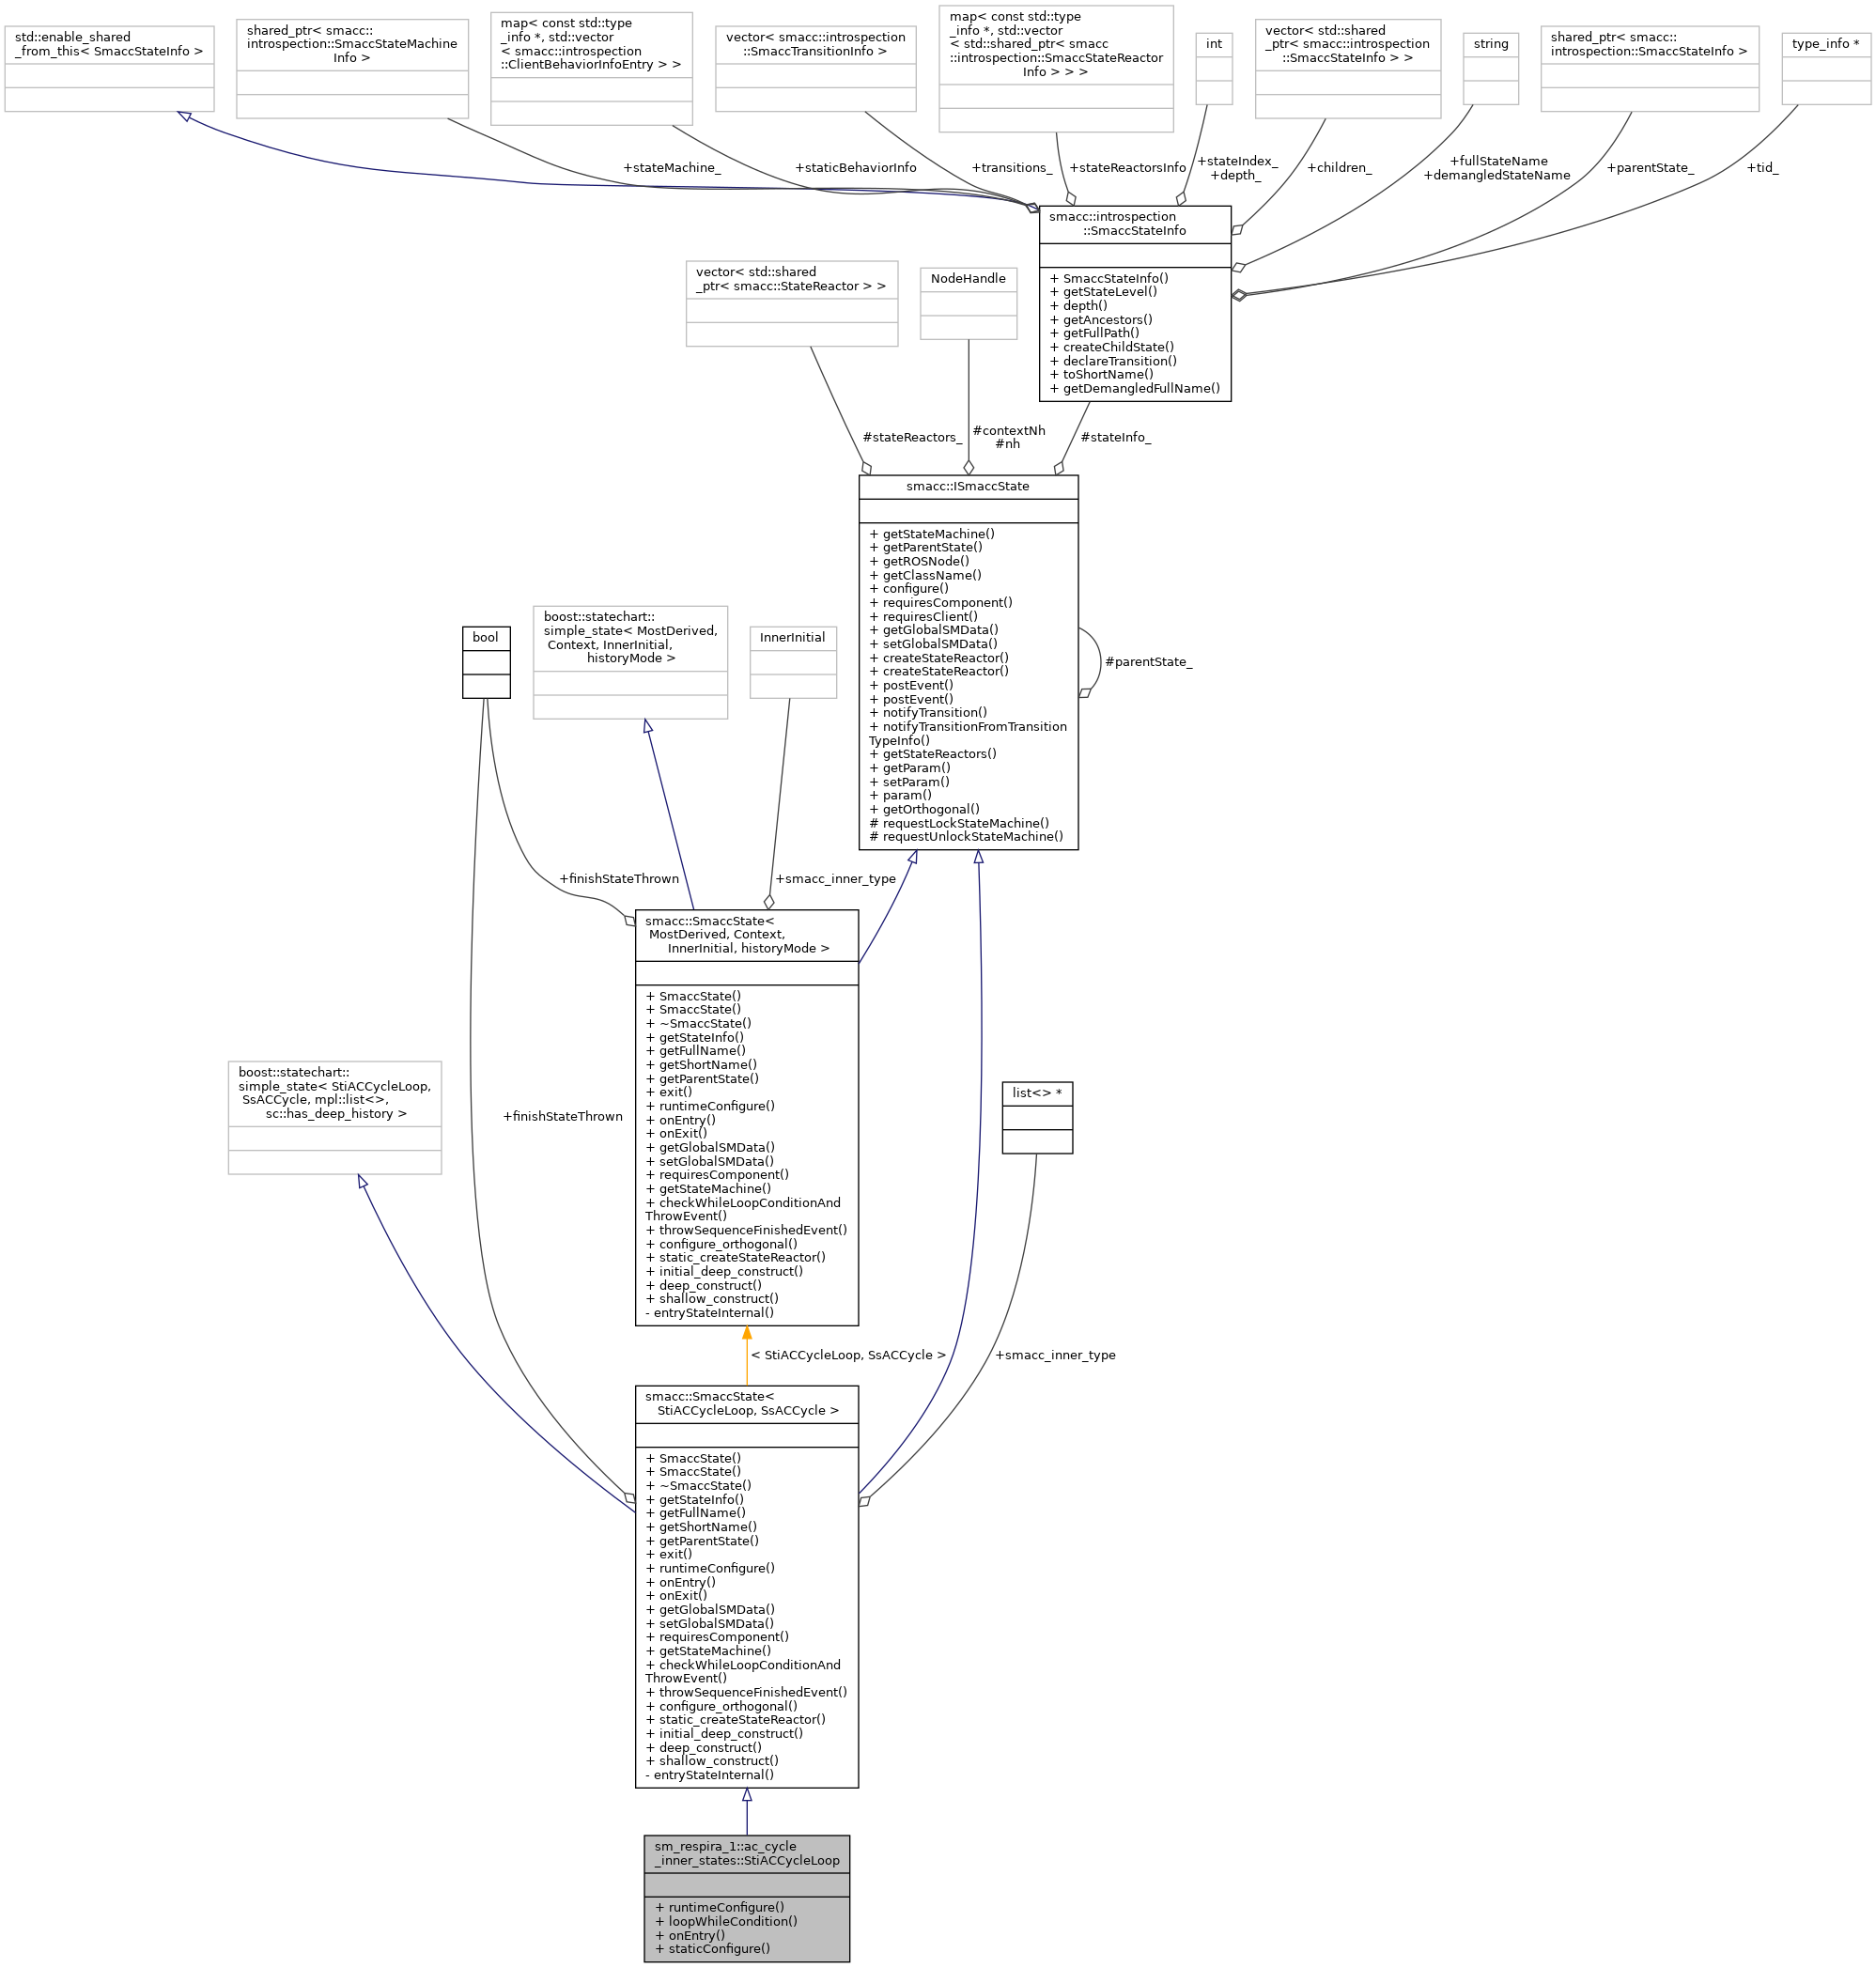 std::enable_shared
_from_this< SmaccStateInfo >
shared_ptr< smacc::
introspection::SmaccStateMachine
Info >
map< const std::type
_info *, std::vector
< smacc::introspection
::ClientBehaviorInfoEntry > >
vector< smacc::introspection
::SmaccTransitionInfo >
map< const std::type
_info *, std::vector
< std::shared_ptr< smacc
::introspection::SmaccStateReactor
Info > > >
int
vector< std::shared
_ptr< smacc::introspection
::SmaccStateInfo > >
string
shared_ptr< smacc::
introspection::SmaccStateInfo >
type_info *
+stateMachine_
+staticBehaviorInfo
+transitions_
+stateReactorsInfo
+stateIndex_
+depth_
+children_
+fullStateName
+demangledStateName
+parentState_
+tid_
smacc::introspection
::SmaccStateInfo
+ SmaccStateInfo()
+ getStateLevel()
+ depth()
+ getAncestors()
+ getFullPath()
+ createChildState()
+ declareTransition()
+ toShortName()
+ getDemangledFullName()
vector< std::shared
_ptr< smacc::StateReactor > >
NodeHandle
#stateReactors_
#contextNh
#nh
#stateInfo_
smacc::ISmaccState
+ getStateMachine()
+ getParentState()
+ getROSNode()
+ getClassName()
+ configure()
+ requiresComponent()
+ requiresClient()
+ getGlobalSMData()
+ setGlobalSMData()
+ createStateReactor()
+ createStateReactor()
+ postEvent()
+ postEvent()
+ notifyTransition()
+ notifyTransitionFromTransition
TypeInfo()
+ getStateReactors()
+ getParam()
+ setParam()
+ param()
+ getOrthogonal()
# requestLockStateMachine()
# requestUnlockStateMachine()
#parentState_
bool
boost::statechart::
simple_state< MostDerived,
Context, InnerInitial,
historyMode >
InnerInitial
+finishStateThrown
+smacc_inner_type
smacc::SmaccState<
MostDerived, Context,
InnerInitial, historyMode >
+ SmaccState()
+ SmaccState()
+ ~SmaccState()
+ getStateInfo()
+ getFullName()
+ getShortName()
+ getParentState()
+ exit()
+ runtimeConfigure()
+ onEntry()
+ onExit()
+ getGlobalSMData()
+ setGlobalSMData()
+ requiresComponent()
+ getStateMachine()
+ checkWhileLoopConditionAnd
ThrowEvent()
+ throwSequenceFinishedEvent()
+ configure_orthogonal()
+ static_createStateReactor()
+ initial_deep_construct()
+ deep_construct()
+ shallow_construct()
- entryStateInternal()
boost::statechart::
simple_state< StiACCycleLoop,
SsACCycle, mpl::list<>,
sc::has_deep_history >
+finishStateThrown
list<> *
< StiACCycleLoop, SsACCycle >
+smacc_inner_type
smacc::SmaccState<
StiACCycleLoop, SsACCycle >
+ SmaccState()
+ SmaccState()
+ ~SmaccState()
+ getStateInfo()
+ getFullName()
+ getShortName()
+ getParentState()
+ exit()
+ runtimeConfigure()
+ onEntry()
+ onExit()
+ getGlobalSMData()
+ setGlobalSMData()
+ requiresComponent()
+ getStateMachine()
+ checkWhileLoopConditionAnd
ThrowEvent()
+ throwSequenceFinishedEvent()
+ configure_orthogonal()
+ static_createStateReactor()
+ initial_deep_construct()
+ deep_construct()
+ shallow_construct()
- entryStateInternal()
sm_respira_1::ac_cycle
_inner_states::StiACCycleLoop
+ runtimeConfigure()
+ loopWhileCondition()
+ onEntry()
+ staticConfigure()